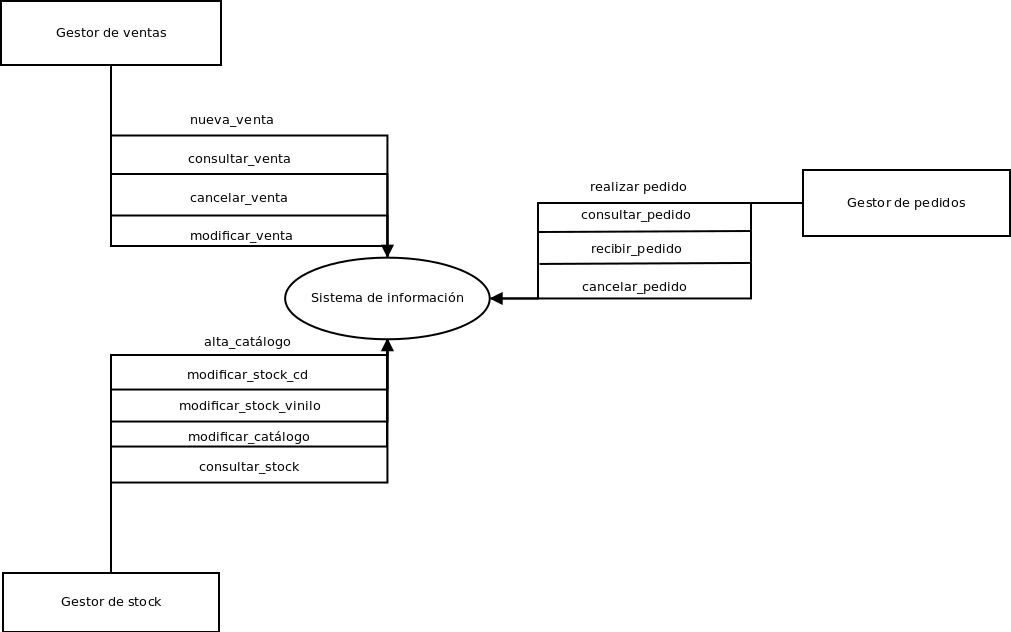 Gestor de ventas
nueva_venta
consultar_venta
cancelar_venta
modificar_venta
realizar pedido
consultar_pedido
recibir_pedido
cancelar_pedido
Gestor de pedidos
Sistema de información
alta_catálogo
modificar_stock_cd
modificar_stock_vinilo
modificar_catálogo
consultar_stock
Gestor de stock